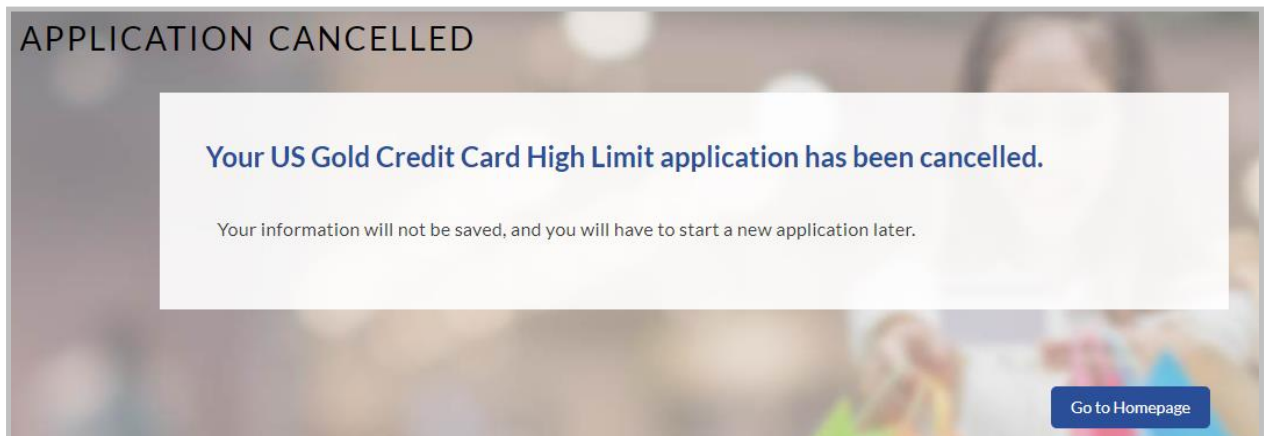 APPLICATION CANCELLED
Your US Gold Credit Card High Limit application has been cancelled.
Your information will not be saved, and you will have to start a new application later.
Go to Homepage